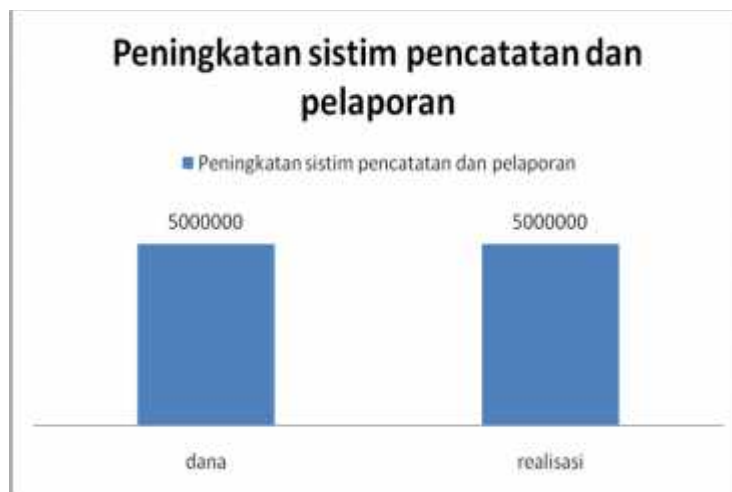 Peningkatan sistim pencatatan dan
pelaporan
Peningkatan sistim pencatatan dan pelaporan
5000000 5000000
dana realisasi